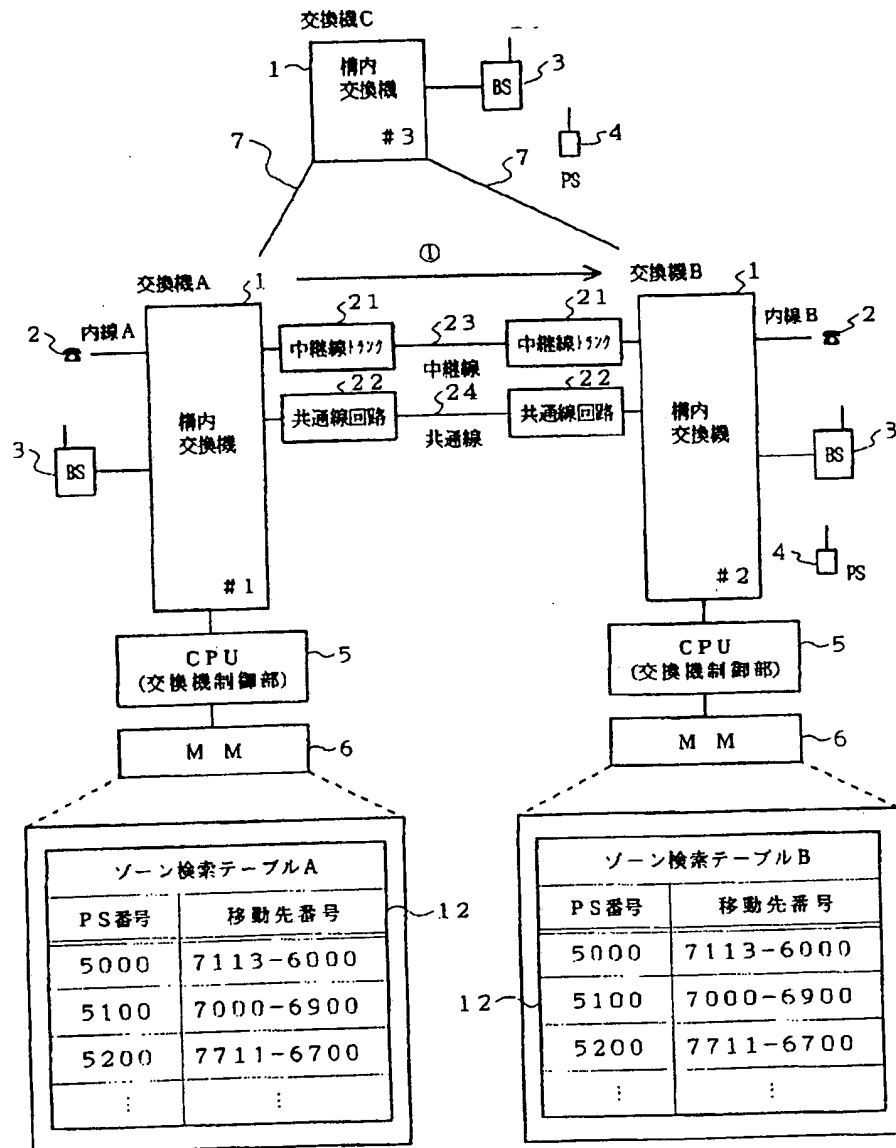 交換機C
1
構内
交換機
#3
BS
3
4
PS
7
7
①
交換機A
1
交換機B
1
2
内線A
21
中継線トランク
23
中継線
21
中継線トランク
内線B
2
22
共通線回路
24
共通線
22
共通線回路
構内
交換機
#1
3
BS
構内
交換機
#2
BS
3
4
PS
CPU
(交換機制御部)
5
CPU
(交換機制御部)
5
MM
6
MM
6
ゾーン検索テーブルA
PS番号 移動先番号
5000 7113-6000
5100 7000-6900
5200 7711-6700
⋮ ⋮
12
ゾーン検索テーブルB
PS番号 移動先番号
5000 7113-6000
5100 7000-6900
5200 7711-6700
⋮ ⋮
12